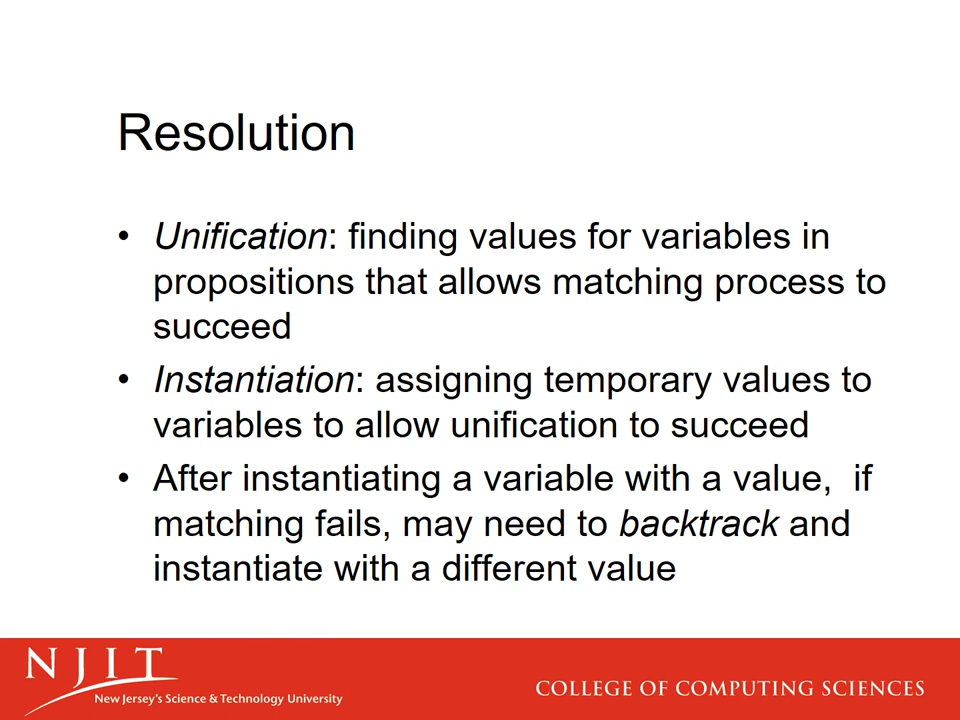 Resolution
• Unification: finding values for variables in
propositions that allows matching process to
succeed
• Instantiation: assigning temporary values to
variables to allow unification to succeed
• After instantiating a variable with a value,  if
matching fails, may need to backtrack and
instantiate with a different value
NJIT
New Jersey's Science & Technology University
COLLEGE OF COMPUTING SCIENCES